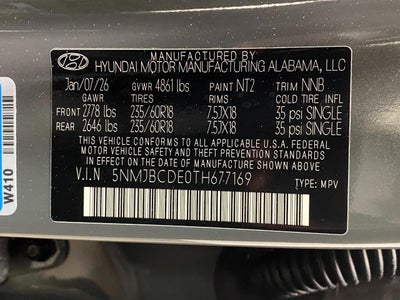 MANUFACTURED BY
HYUNDAI MOTOR MANUFACTURING ALABAMA, LLC
Jan/07/26 GVWR 4861 lbs PAINT NT2 TRIM NNB
GAWR TIRES RIMS COLD TIRE INFL
FRONT 2778 lbs 235/60R18 7.5JX18 35 psi SINGLE
REAR 2646 lbs 235/60R18 7.5JX18 35 psi SINGLE
THIS VEHICLE CONFORMS TO ALL APPLICABLE U.S.A. FEDERAL
MOTOR VEHICLE SAFETY, BUMPER, AND THEFT PREVENTION
STANDARDS IN EFFECT ON THE DATE OF MANUFACTURE
SHOWN ABOVE.
V.I.N 5NMJBCDE0TH677169 TYPE: MPV
W410